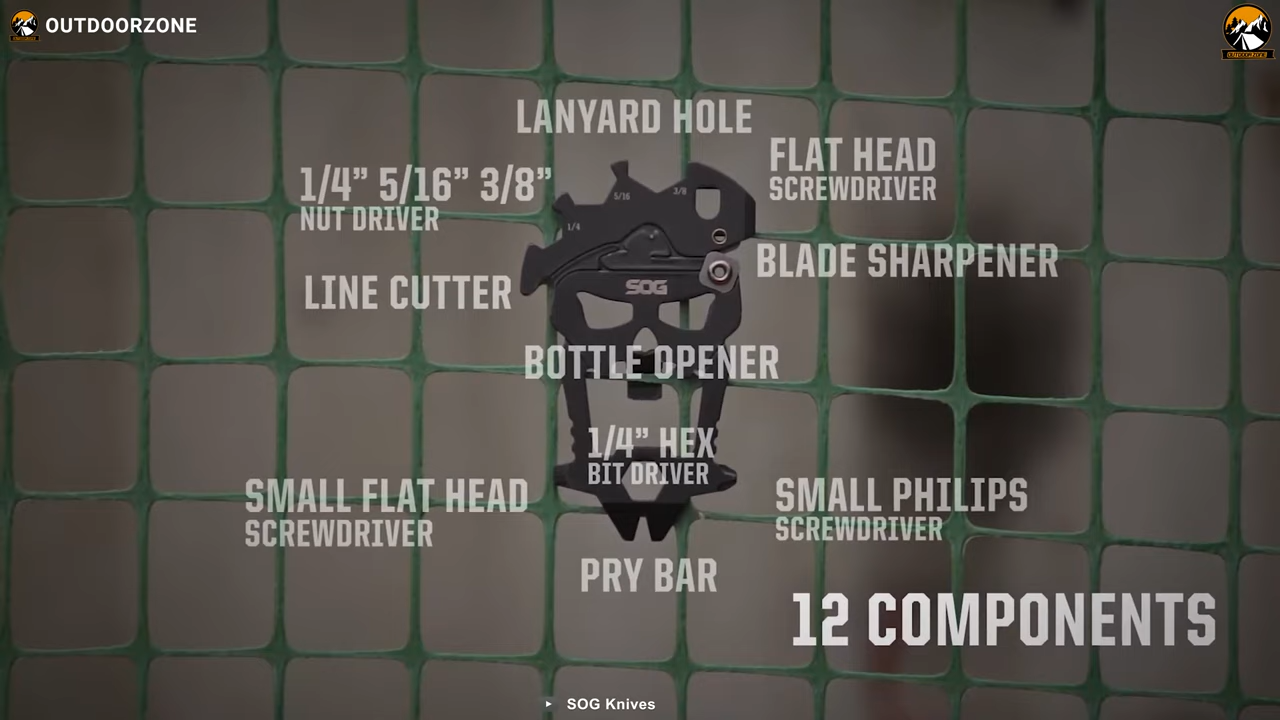 OUTDOORZONE
OUTDOORZONE
LANYARD HOLE
FLAT HEAD
SCREWDRIVER
1/4” 5/16” 3/8”
NUT DRIVER
5/16
3/8
1/4
BLADE SHARPENER
LINE CUTTER
SOG
BOTTLE OPENER
1/4” HEX
BIT DRIVER
SMALL FLAT HEAD
SCREWDRIVER
SMALL PHILIPS
SCREWDRIVER
PRY BAR
12 COMPONENTS
SOG Knives